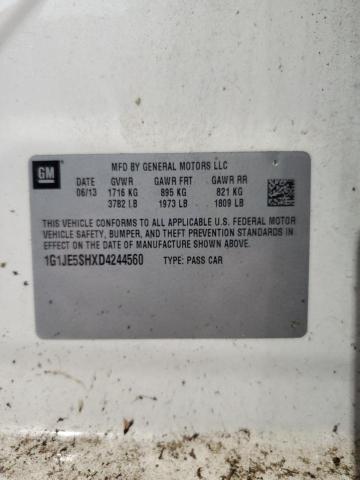 GM
MFD BY GENERAL MOTORS LLC
DATE GVWR GAWR FRT GAWR RR
06/13 1716 KG 895 KG 821 KG
3782 LB 1973 LB 1809 LB
THIS VEHICLE CONFORMS TO ALL APPLICABLE U.S. FEDERAL MOTOR
VEHICLE SAFETY, BUMPER, AND THEFT PREVENTION STANDARDS
IN EFFECT ON THE DATE OF MANUFACTURE SHOWN ABOVE.
1G1JE5SHXD4244560 TYPE: PASS CAR